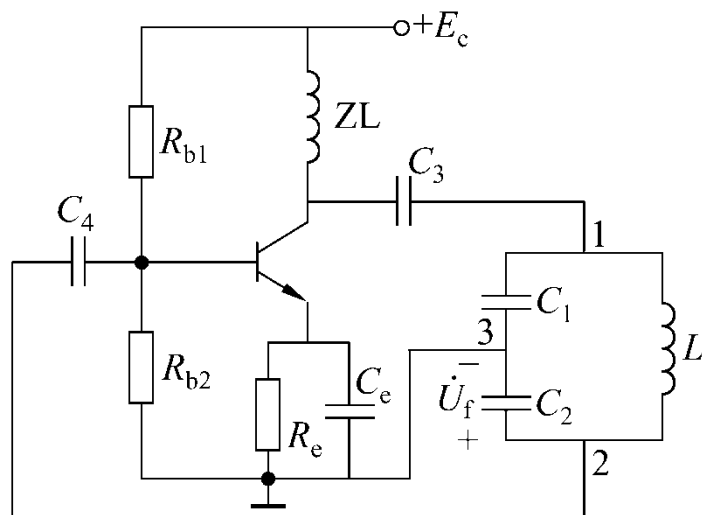 +E_c
ZL
R_b1
C_3
C_4
1
C_1
3
L
R_b2
C_e
− U̇_f
C_2
R_e
+
2